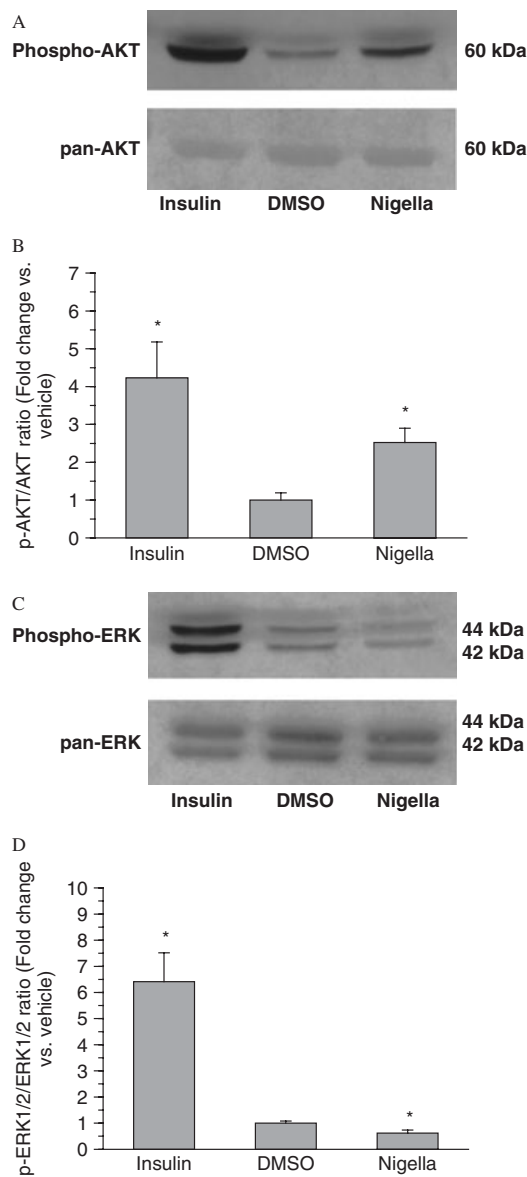 A
Phospho-AKT 60 kDa
pan-AKT 60 kDa
Insulin DMSO Nigella
B
p-AKT/AKT ratio (Fold change vs.
vehicle)
7
6
5
4
3
2
1
0
*
*
Insulin DMSO Nigella
C
Phospho-ERK 44 kDa
42 kDa
pan-ERK 44 kDa
42 kDa
Insulin DMSO Nigella
D
p-ERK1/2/ERK1/2 ratio (Fold change
vs. vehicle)
10
9
8
7
6
5
4
3
2
1
0
*
*
Insulin DMSO Nigella